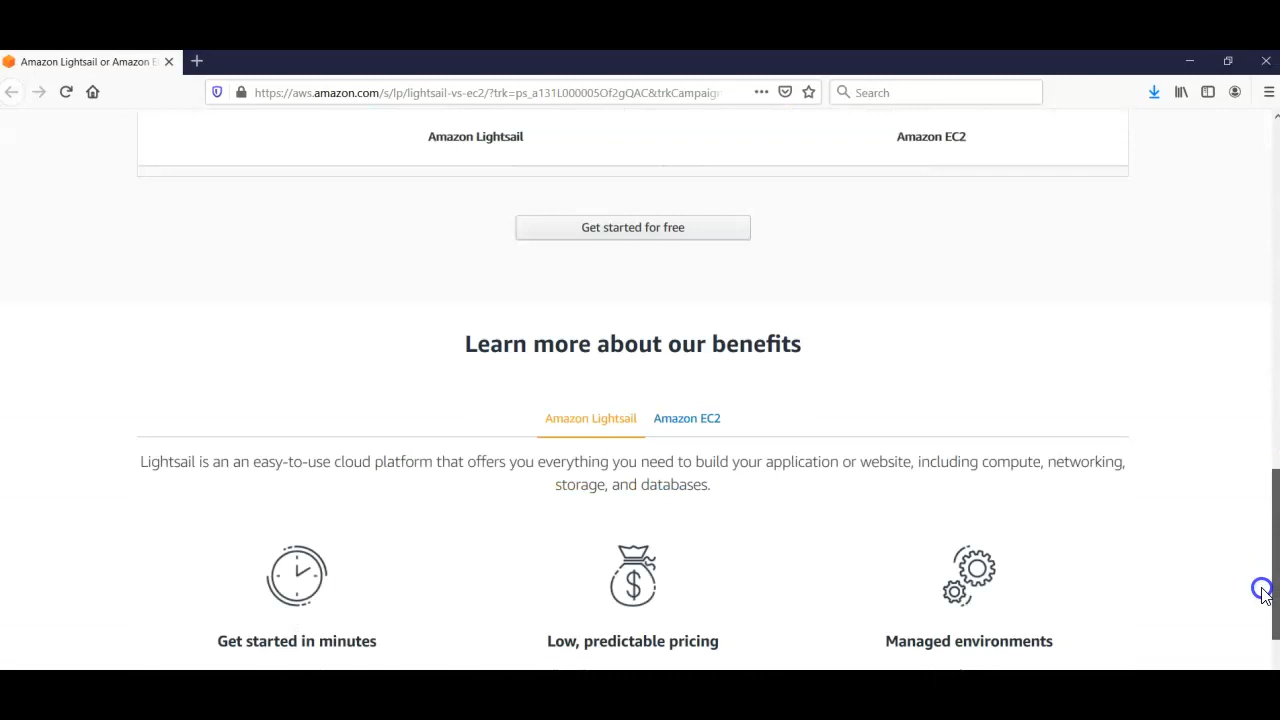 Amazon Lightsail or Amazon E
https://aws.amazon.com/s/lp/lightsail-vs-ec2/?trk=ps_a131L000005Of2gQAC&trkCampaign
Search
Amazon Lightsail Amazon EC2
Get started for free
Learn more about our benefits
Amazon Lightsail Amazon EC2
Lightsail is an an easy-to-use cloud platform that offers you everything you need to build your application or website, including compute, networking,
storage, and databases.
Get started in minutes Low, predictable pricing Managed environments